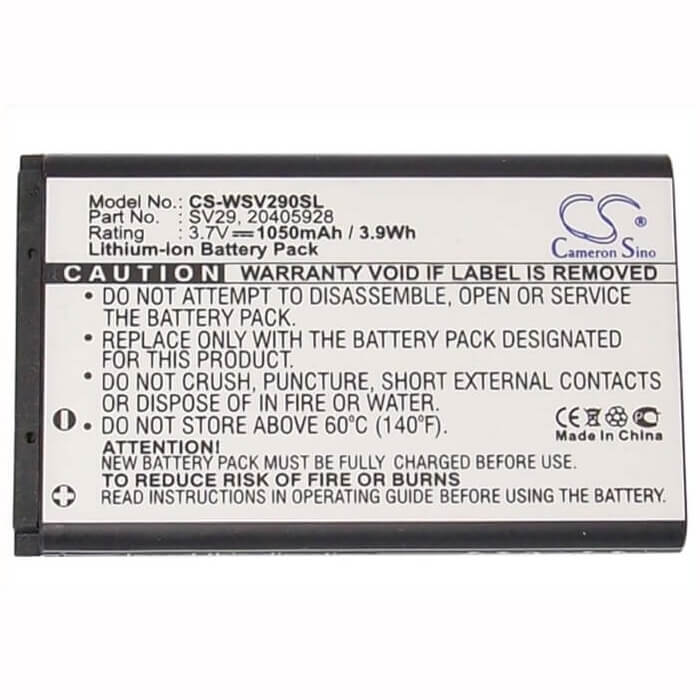 Model No.: CS-WSV290SL
Part No. : SV29, 20405928
3.7V⎓1050mAh / 3.9Wh
Lithium-Ion Battery Pack
CS
Cameron Sino
CAUTION WARRANTY VOID IF LABEL IS BROKEN
• DO NOT ATTEMPT TO DISASSEMBLE, OPEN OR SERVICE
THE BATTERY PACK.
• REPLACE ONLY WITH THE BATTERY PACK DESIGNATED
FOR THIS PRODUCT.
• DO NOT CRUSH, PUNCTURE, SHORT EXTERNAL CONTACTS
OR DISPOSE OF IN FIRE OR WATER.
• DO NOT STORE ABOVE 60°C (140°F).
CE
Made In China
ATTENTION!
NEW BATTERY PACK MUST BE FULLY CHARGED BEFORE USE.
TO REDUCE RISK OF FIRE OR BURNS
READ INSTRUCTIONS IN OPERATING GUIDE BEFORE USING THE BATTERY.